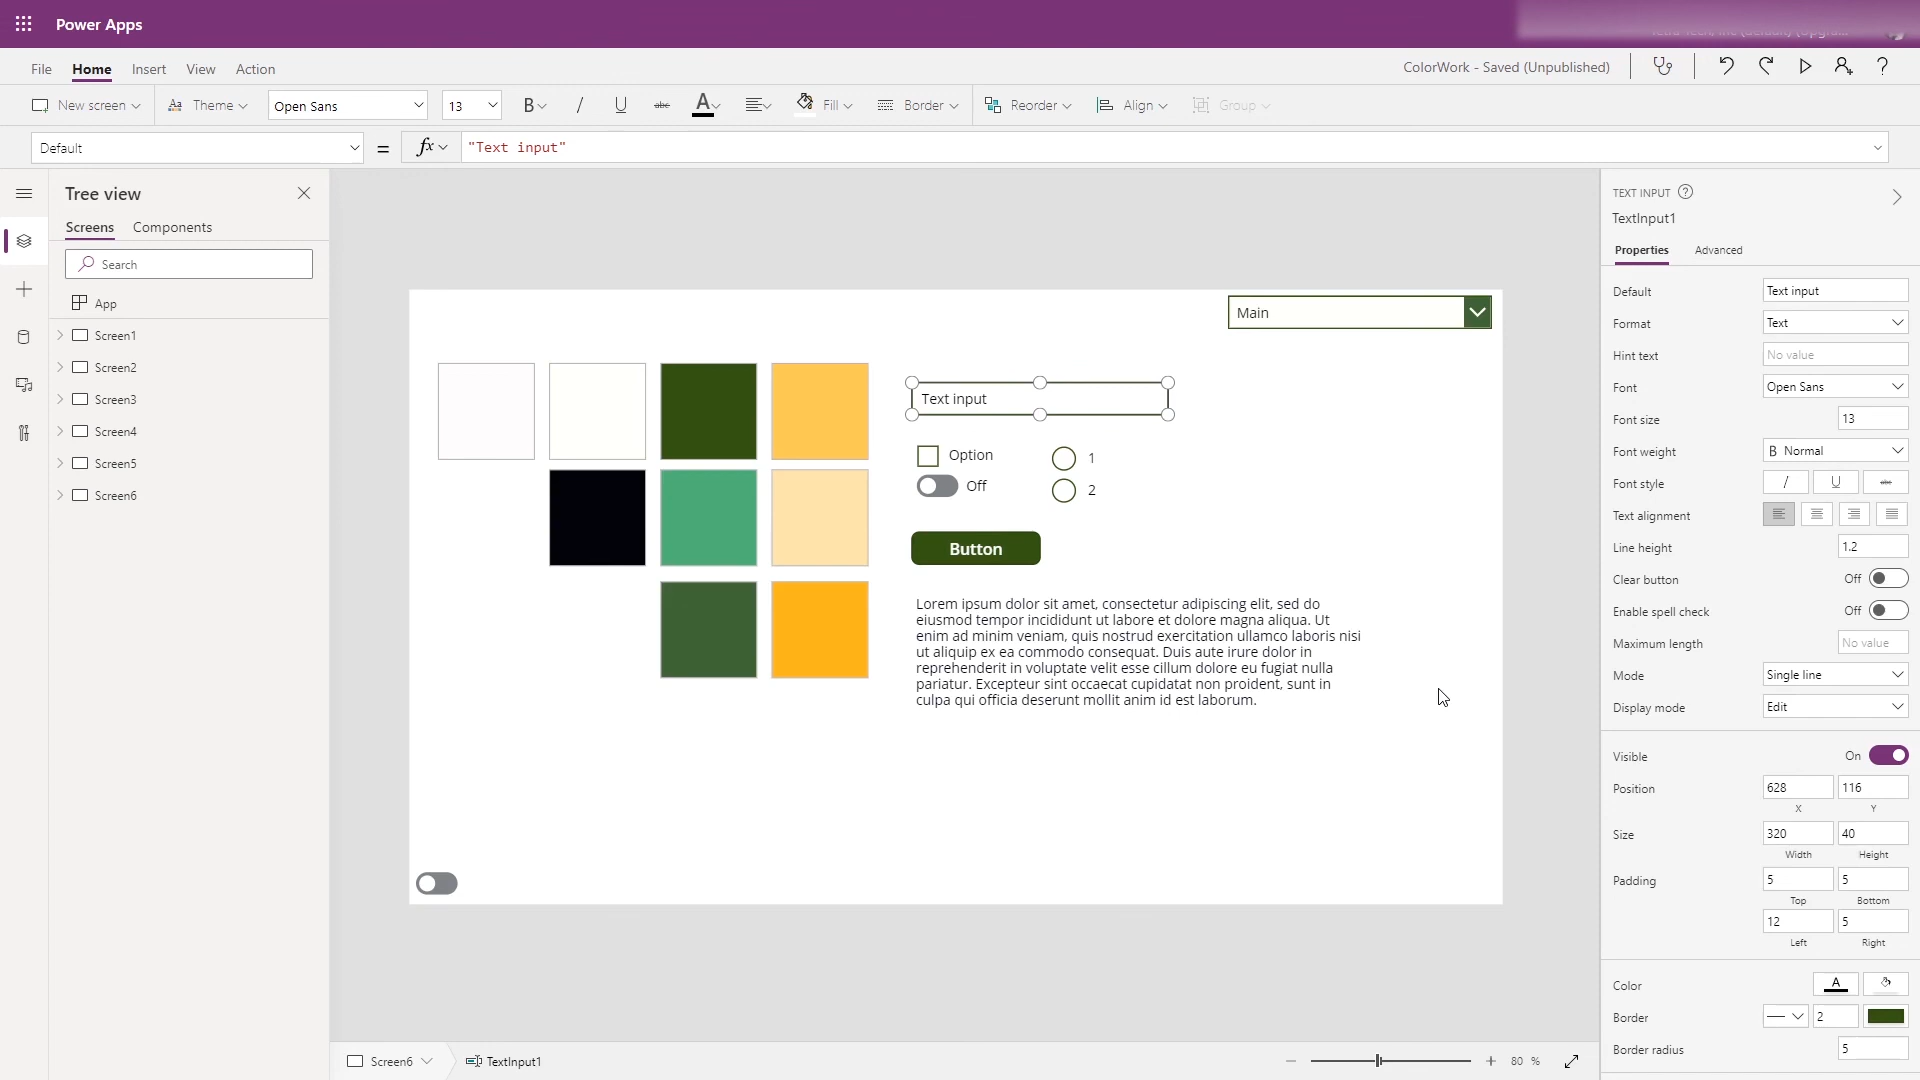 Power Apps
File Home Insert View Action
ColorWork - Saved (Unpublished)
New screen Theme Open Sans 13 B / U abc A Fill Border Reorder Align Group
Default = fx "Text input"
Tree view
Screens Components
Search
App
Screen1
Screen2
Screen3
Screen4
Screen5
Screen6
Main
Text input
Option
1
Off
2
Button
Lorem ipsum dolor sit amet, consectetur adipiscing elit, sed do
eiusmod tempor incididunt ut labore et dolore magna aliqua. Ut
enim ad minim veniam, quis nostrud exercitation ullamco laboris nisi
ut aliquip ex ea commodo consequat. Duis aute irure dolor in
reprehenderit in voluptate velit esse cillum dolore eu fugiat nulla
pariatur. Excepteur sint occaecat cupidatat non proident, sunt in
culpa qui officia deserunt mollit anim id est laborum.
Screen6 TextInput1
80 %
TEXT INPUT
TextInput1
Properties Advanced
Default Text input
Format Text
Hint text No value
Font Open Sans
Font size 13
Font weight B Normal
Font style / U abc
Text alignment
Line height 1.2
Clear button Off
Enable spell check Off
Maximum length No value
Mode Single line
Display mode Edit
Visible On
Position 628 116
X Y
Size 320 40
Width Height
Padding 5 5
Top Bottom
12 5
Left Right
Color A
Border 2
Border radius 5